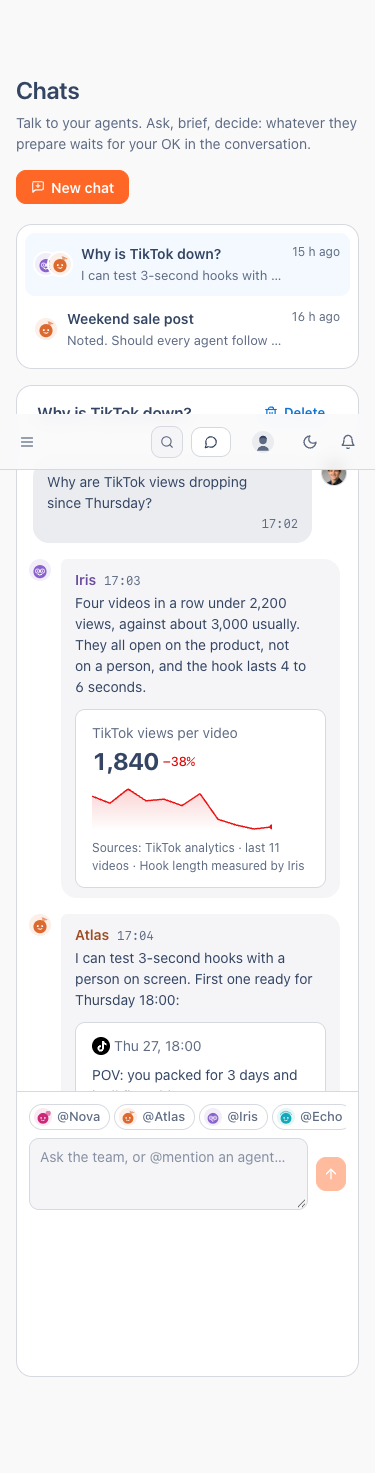 Chats
Talk to your agents. Ask, brief, decide: whatever they
prepare waits for your OK in the conversation.
New chat
Why is TikTok down?
15 h ago
I can test 3-second hooks with ...
Weekend sale post
16 h ago
Noted. Should every agent follow ...
Why is TikTok down?
Delete
Why are TikTok views dropping
since Thursday?
17:02
Iris 17:03
Four videos in a row under 2,200
views, against about 3,000 usually.
They all open on the product, not
on a person, and the hook lasts 4 to
6 seconds.
TikTok views per video
1,840 −38%
Sources: TikTok analytics · last 11
videos · Hook length measured by Iris
Atlas 17:04
I can test 3-second hooks with a
person on screen. First one ready for
Thursday 18:00:
Thu 27, 18:00
POV: you packed for 3 days and
@Nova @Atlas @Iris @Echo
Ask the team, or @mention an agent...